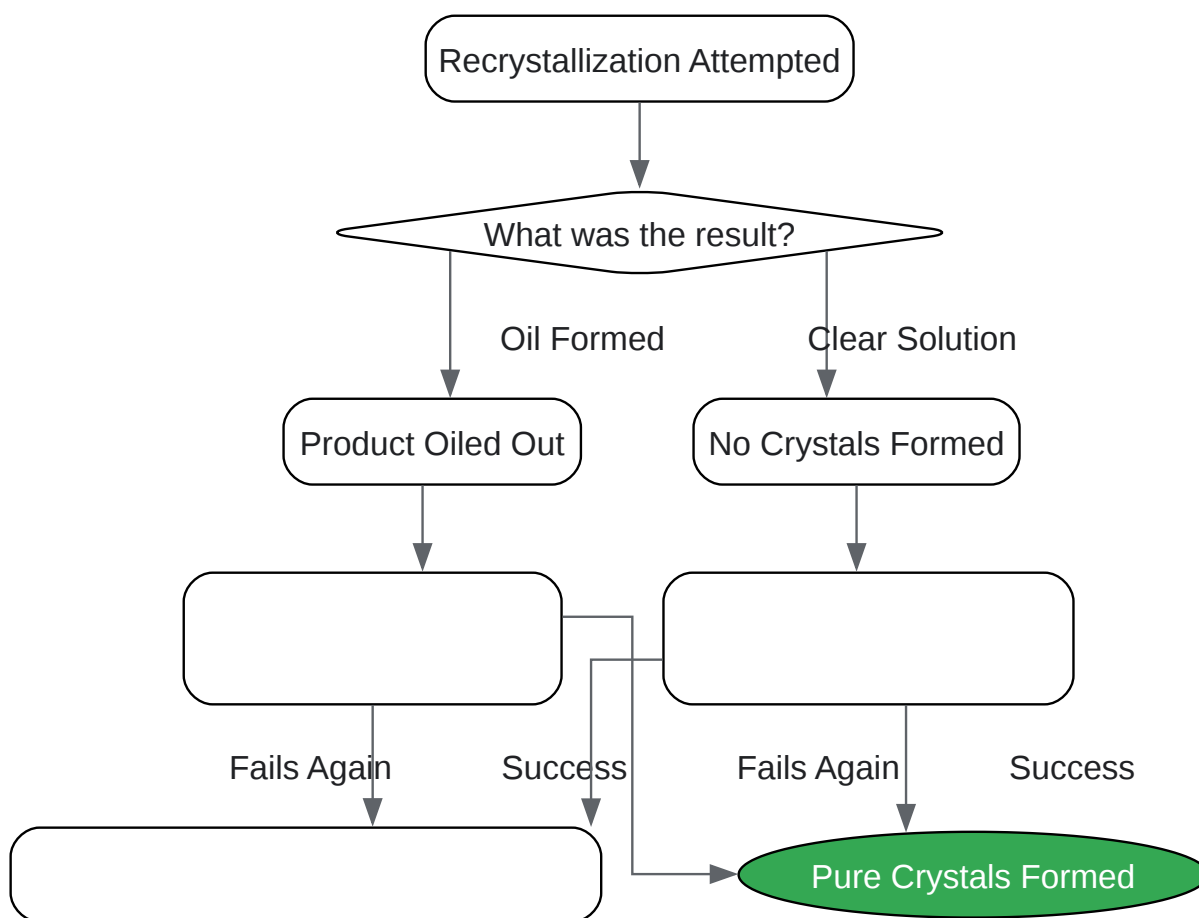 Recrystallization Attempted
What was the result?
Oil Formed
Clear Solution
Product Oiled Out
No Crystals Formed
Fails Again
Success
Fails Again
Success
Pure Crystals Formed